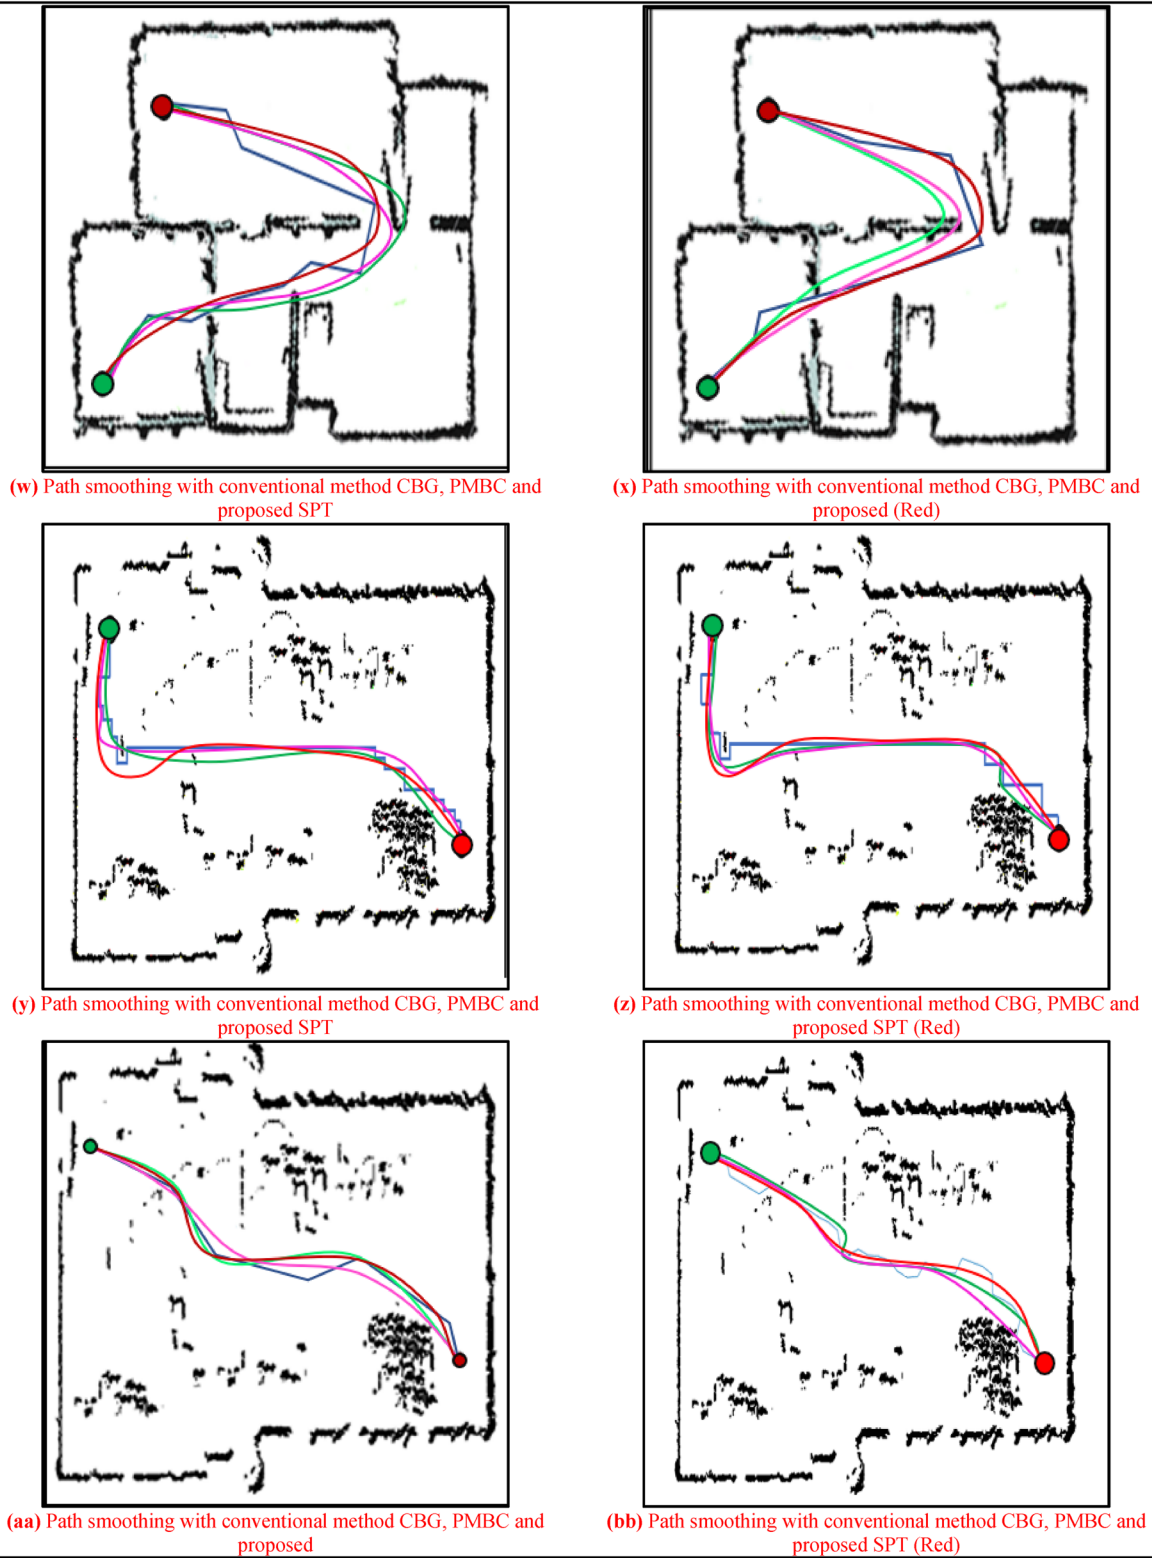 (w) Path smoothing with conventional method CBG, PMBC and
proposed SPT
(x) Path smoothing with conventional method CBG, PMBC and
proposed (Red)
(y) Path smoothing with conventional method CBG, PMBC and
proposed SPT
(z) Path smoothing with conventional method CBG, PMBC and
proposed SPT (Red)
(aa) Path smoothing with conventional method CBG, PMBC and
proposed
(bb) Path smoothing with conventional method CBG, PMBC and
proposed SPT (Red)